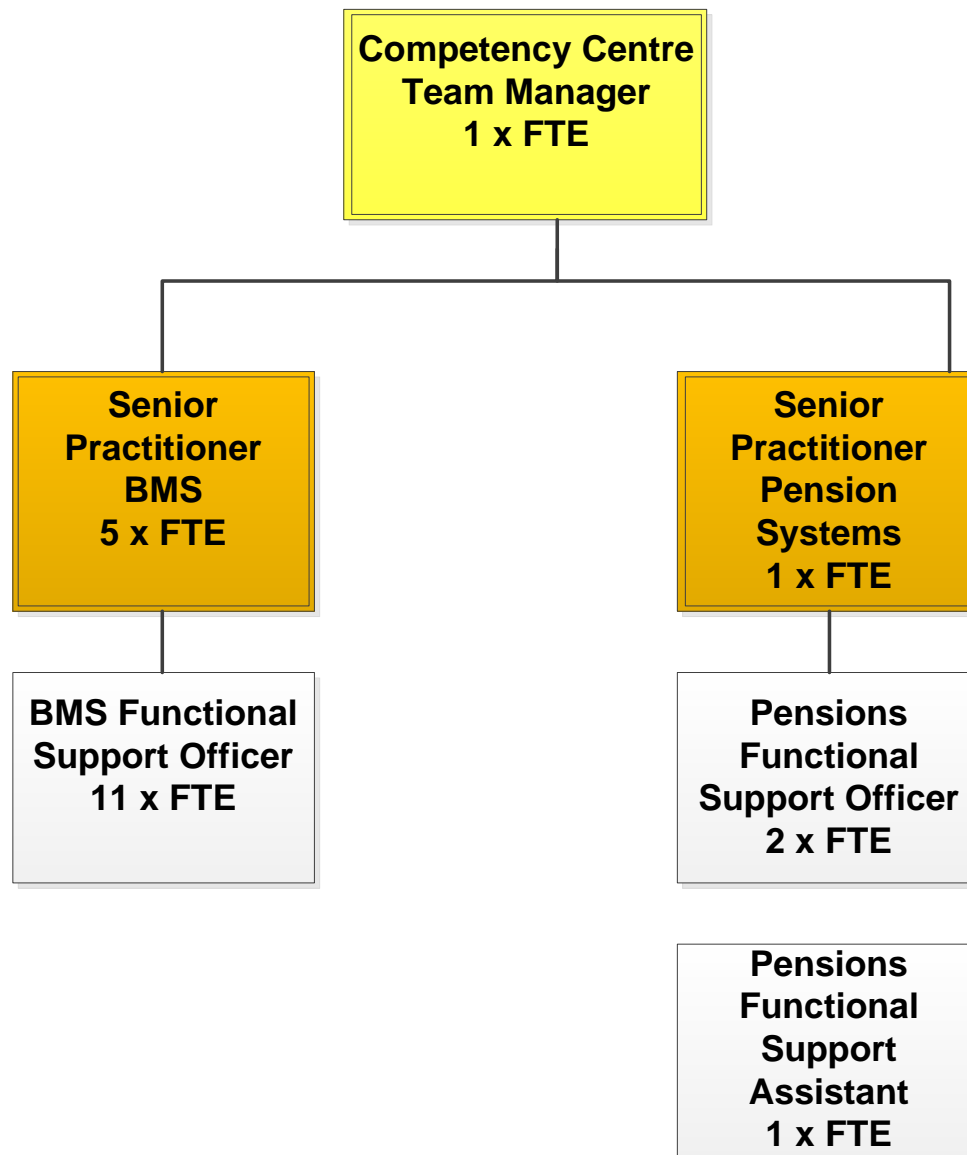 Competency Centre
Team Manager
1 x FTE
Senior
Practitioner
BMS
5 x FTE
Senior
Practitioner
Pension
Systems
1 x FTE
BMS Functional
Support Officer
11 x FTE
Pensions
Functional
Support Officer
2 x FTE
Pensions
Functional
Support
Assistant
1 x FTE